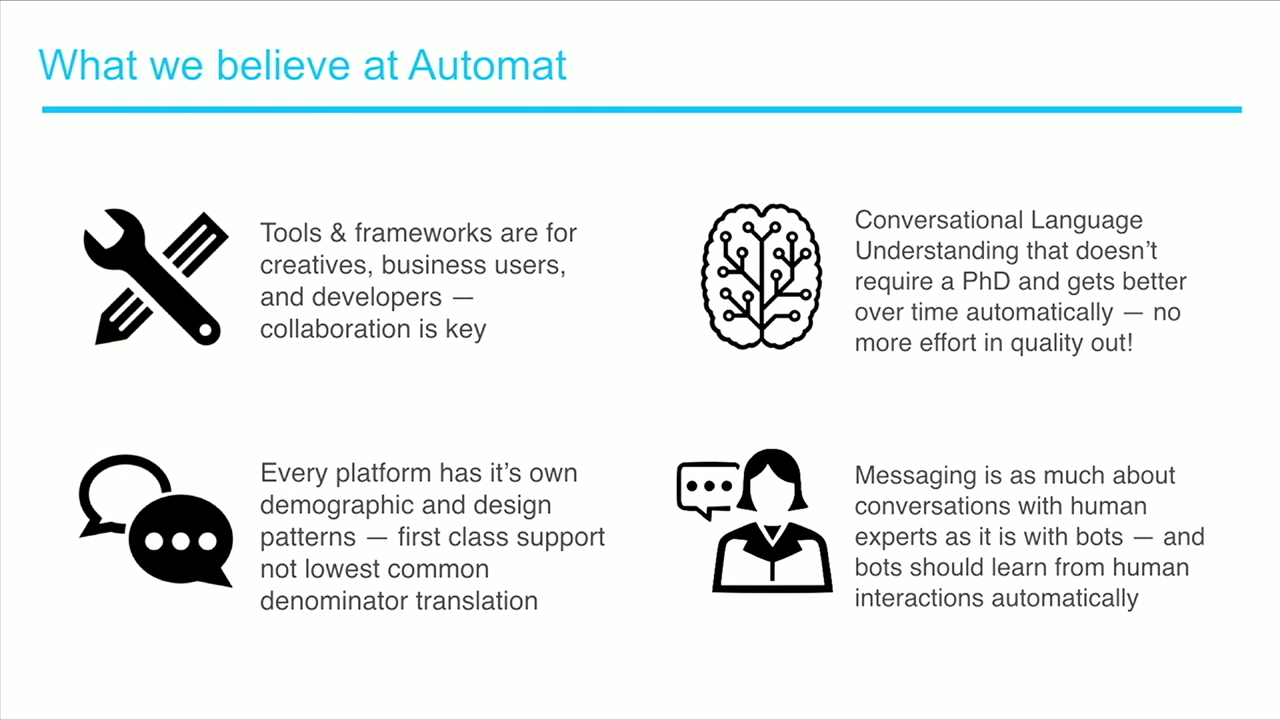 What we believe at Automat
Tools & frameworks are for
creatives, business users,
and developers —
collaboration is key
Conversational Language
Understanding that doesn't
require a PhD and gets better
over time automatically — no
more effort in quality out!
Every platform has it's own
demographic and design
patterns — first class support
not lowest common
denominator translation
Messaging is as much about
conversations with human
experts as it is with bots — and
bots should learn from human
interactions automatically